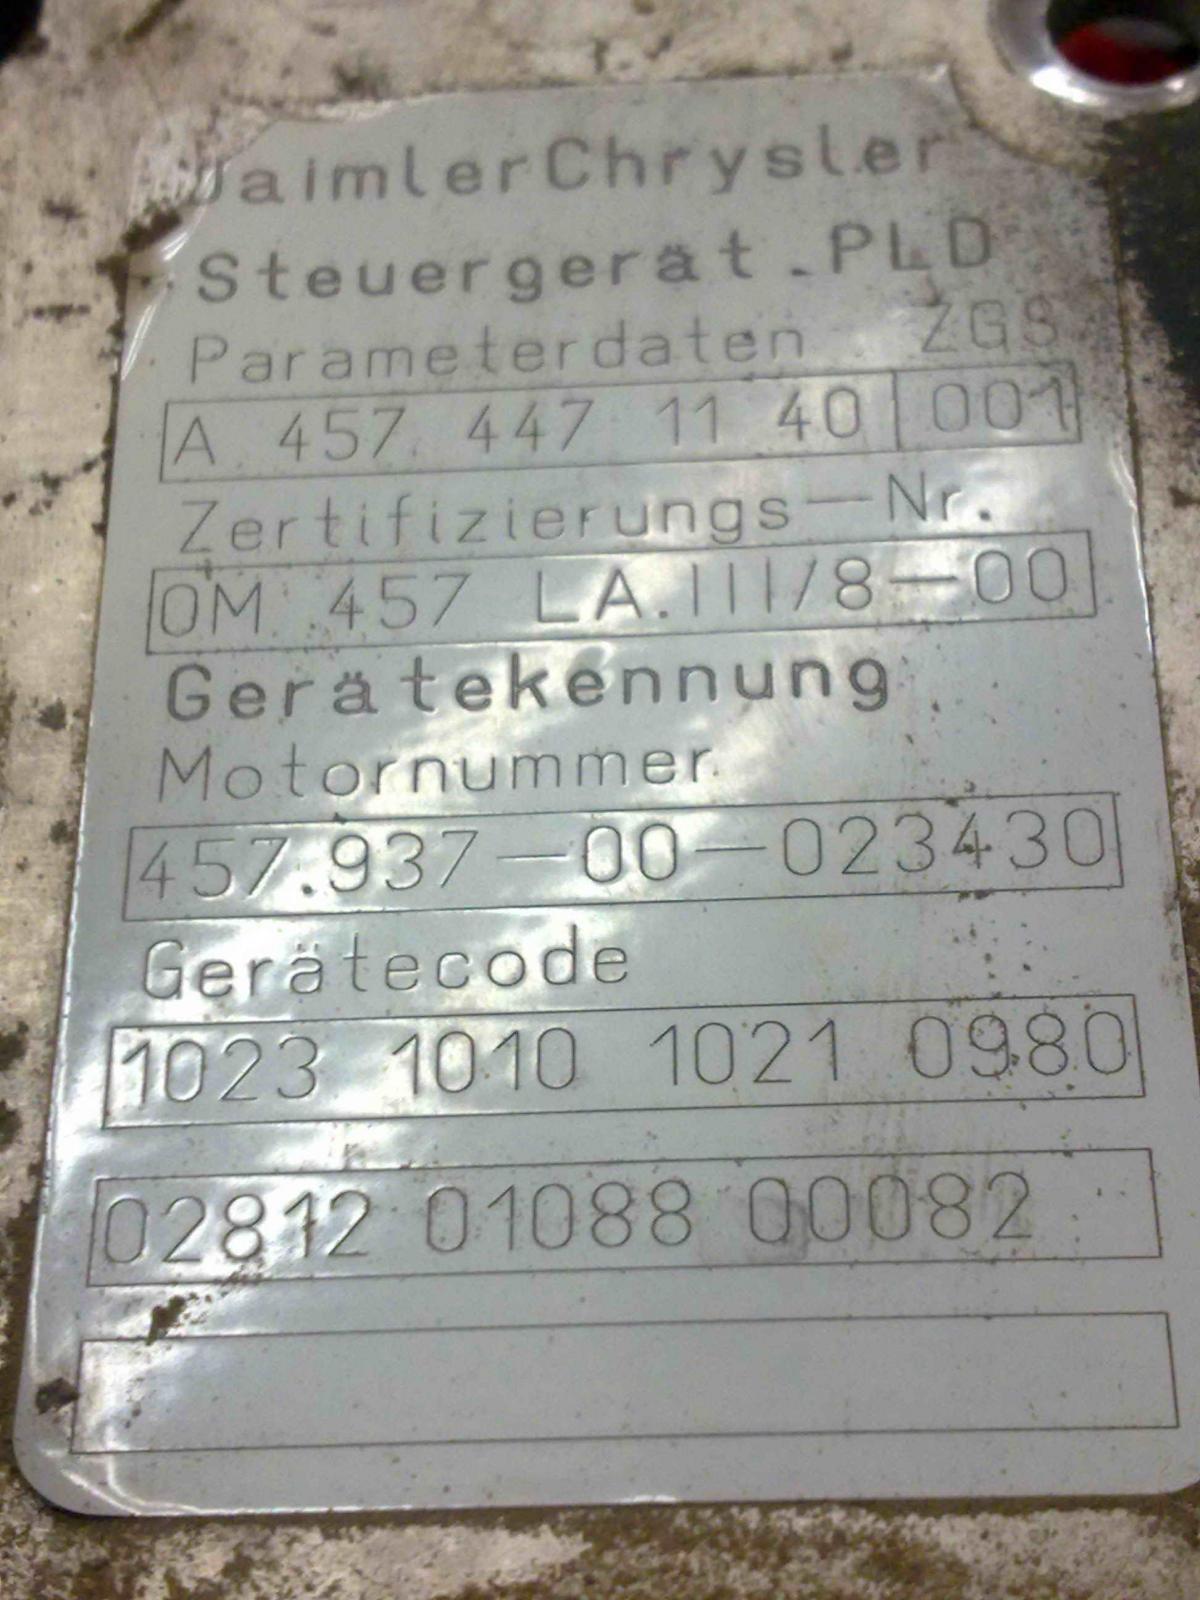 DaimlerChrysler
Steuergerät.PLD
Parameterdaten ZGS
A 457 447 11 40 001
Zertifizierungs-Nr.
OM 457 LA.III/8-00
Gerätekennung
Motornummer
457.937-00-023430
Gerätecode
1023 1010 1021 0980
02812 01088 00082